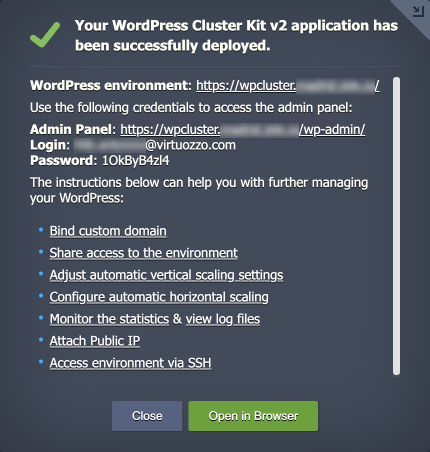 Your WordPress Cluster Kit v2 application has
been successfully deployed.
WordPress environment: https://wpcluster. /
Use the following credentials to access the admin panel:
Admin Panel: https://wpcluster. /wp-admin/
Login: @virtuozzo.com
Password: 1OkByB4zl4
The instructions below can help you with further managing
your WordPress:
• Bind custom domain
• Share access to the environment
• Adjust automatic vertical scaling settings
• Configure automatic horizontal scaling
• Monitor the statistics & view log files
• Attach Public IP
• Access environment via SSH
Close
Open in Browser